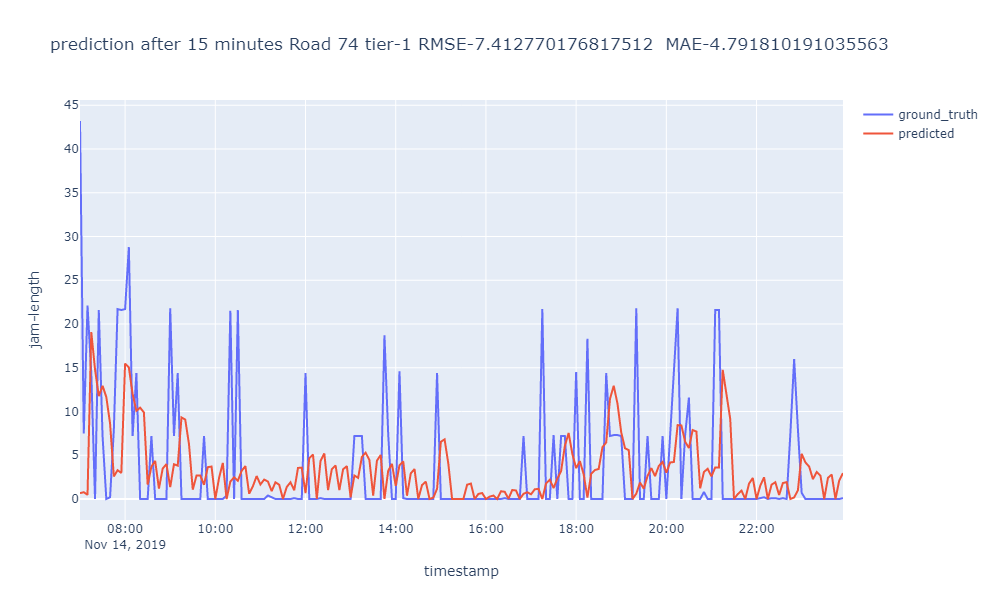 prediction after 15 minutes Road 74 tier-1 RMSE-7.412770176817512  MAE-4.791810191035563
ground_truth
predicted
jam-length
45
40
35
30
25
20
15
10
5
0
08:00 10:00 12:00 14:00 16:00 18:00 20:00 22:00
Nov 14, 2019
timestamp